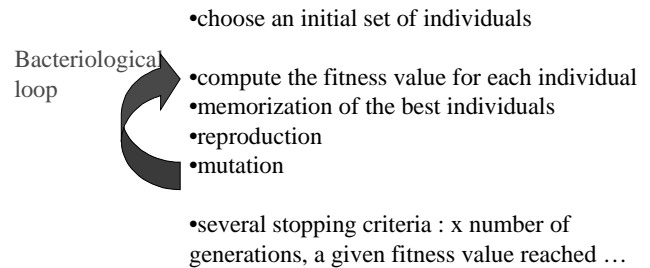 •choose an initial set of individuals
Bacteriological
loop
•compute the fitness value for each individual
•memorization of the best individuals
•reproduction
•mutation
•several stopping criteria : x number of
generations, a given fitness value reached …